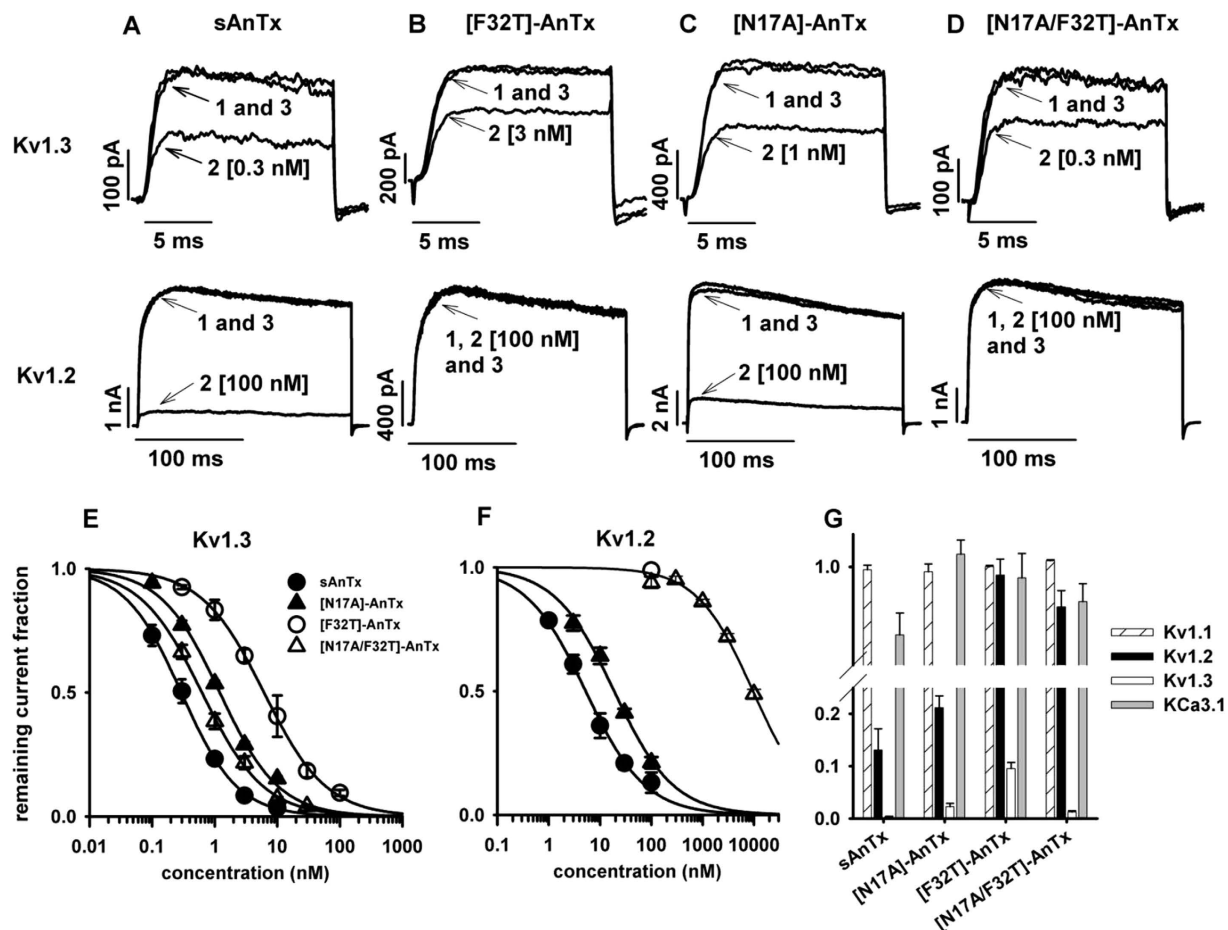 A sAnTx
B [F32T]-AnTx
C [N17A]-AnTx
D [N17A/F32T]-AnTx
Kv1.3
1 and 3
2 [0.3 nM]
100 pA
5 ms
1 and 3
2 [3 nM]
200 pA
5 ms
1 and 3
2 [1 nM]
400 pA
5 ms
1 and 3
2 [0.3 nM]
100 pA
5 ms
Kv1.2
1 and 3
2 [100 nM]
1 nA
100 ms
1, 2 [100 nM]
and 3
400 pA
100 ms
1 and 3
2 [100 nM]
2 nA
100 ms
1, 2 [100 nM]
and 3
1 nA
100 ms
E
Kv1.3
remaining current fraction
1.0
0.5
0.0
0.01 0.1 1 10 100 1000
concentration (nM)
sAnTx
[N17A]-AnTx
[F32T]-AnTx
[N17A/F32T]-AnTx
F
Kv1.2
1.0
0.5
0.0
0.1 1 10 100 1000 10000
concentration (nM)
G
1.0
0.2
0.1
0.0
sAnTx
[N17A]-AnTx
[F32T]-AnTx
[N17A/F32T]-AnTx
Kv1.1
Kv1.2
Kv1.3
KCa3.1